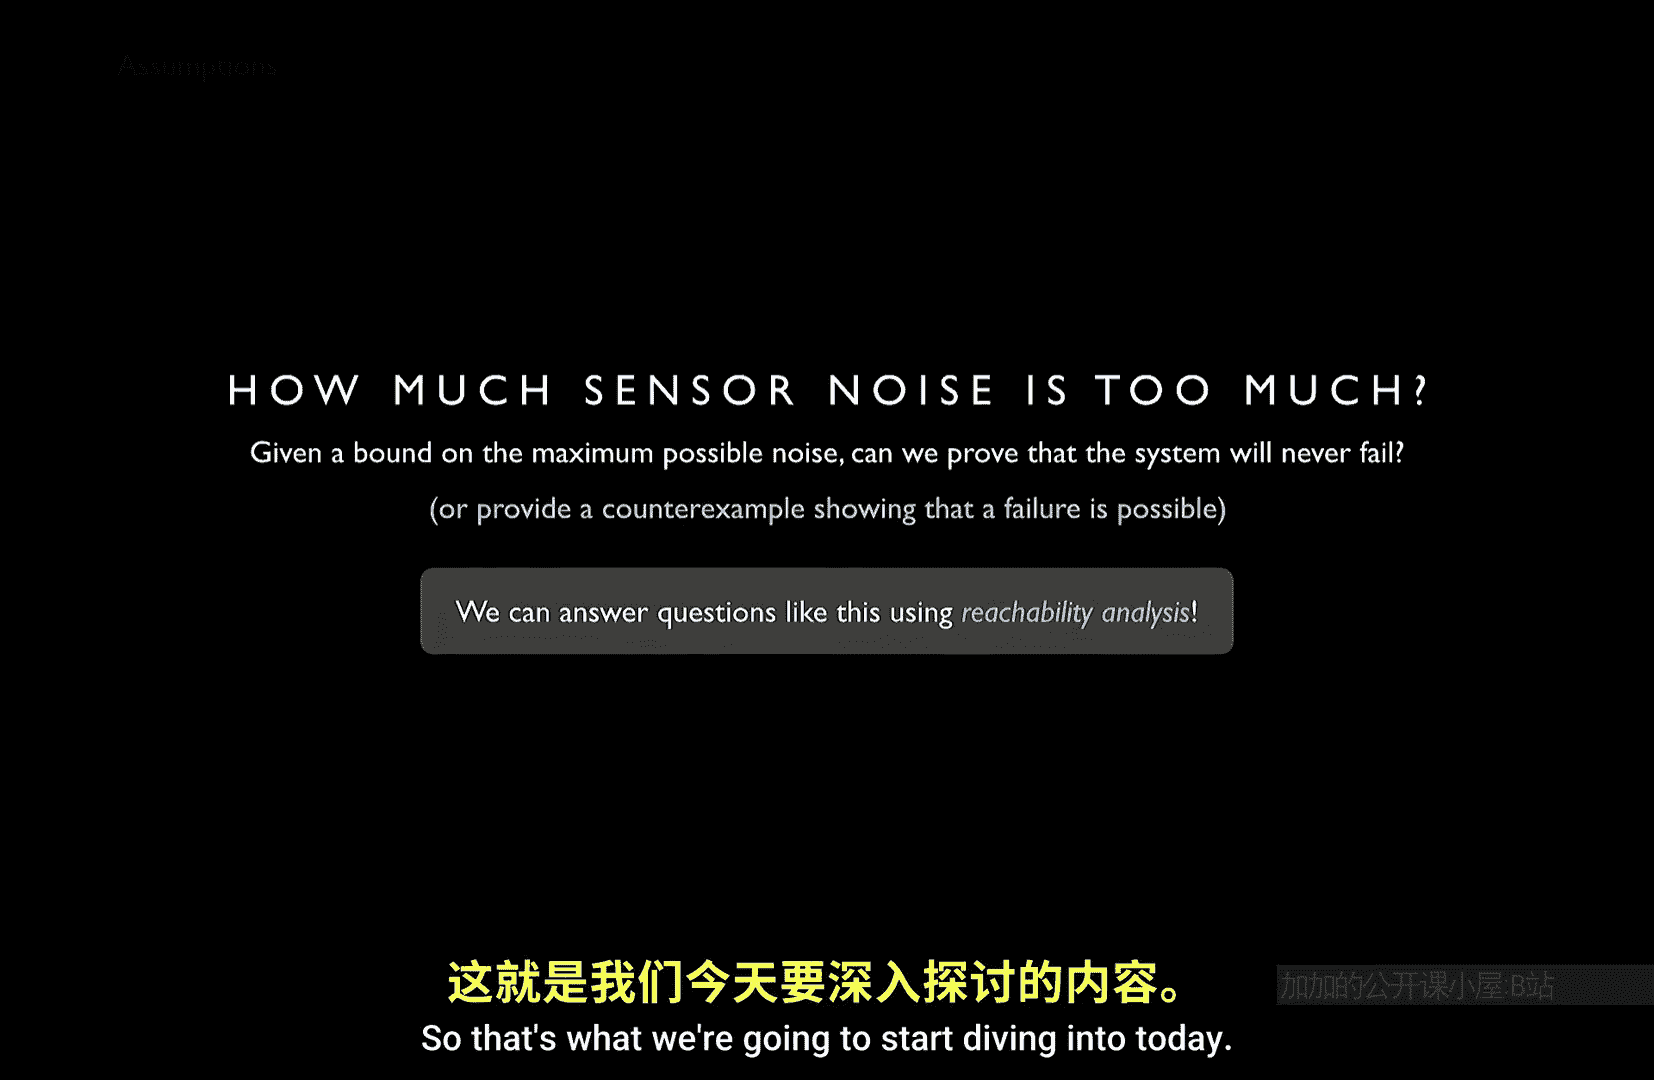 Assumptions
HOW MUCH SENSOR NOISE IS TOO MUCH?
Given a bound on the maximum possible noise, can we prove that the system will never fail?
(or provide a counterexample showing that a failure is possible)
We can answer questions like this using reachability analysis!
这就是我们今天要深入探讨的内容。
加加的公开课小屋:B站
So that's what we're going to start diving into today.